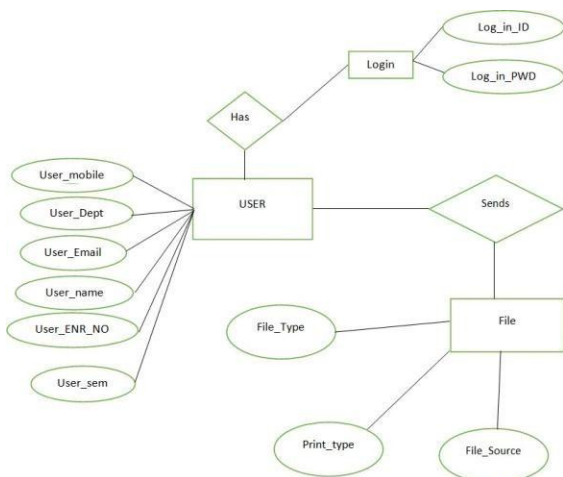 Log_in_ID
Login
Log_in_PWD
Has
User_mobile
USER
User_Dept
Sends
User_Email
User_name
File_Type
File
User_ENR_NO
User_sem
Print_type
File_Source